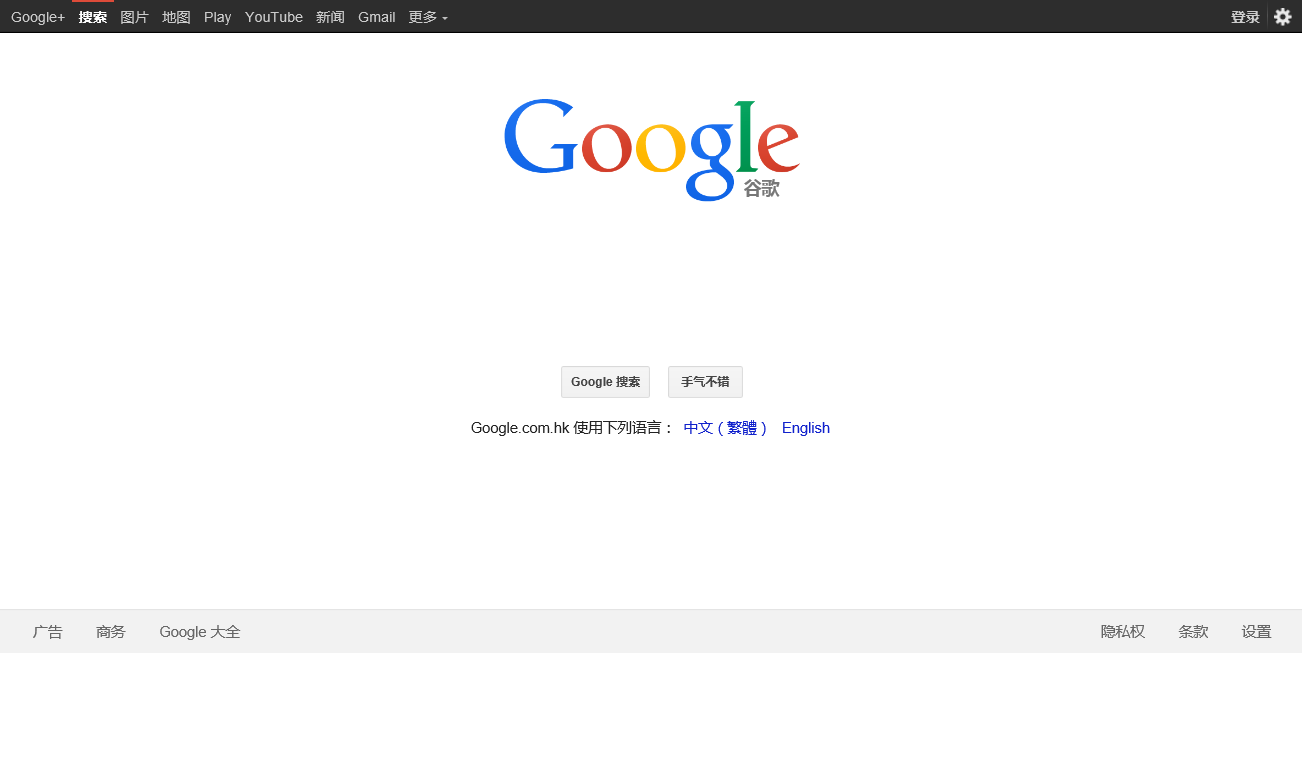 Google+ 搜索 图片 地图 Play YouTube 新闻 Gmail 更多 登录
Google
谷歌
Google 搜索 手气不错
Google.com.hk 使用下列语言： 中文（繁體） English
广告 商务 Google 大全 隐私权 条款 设置